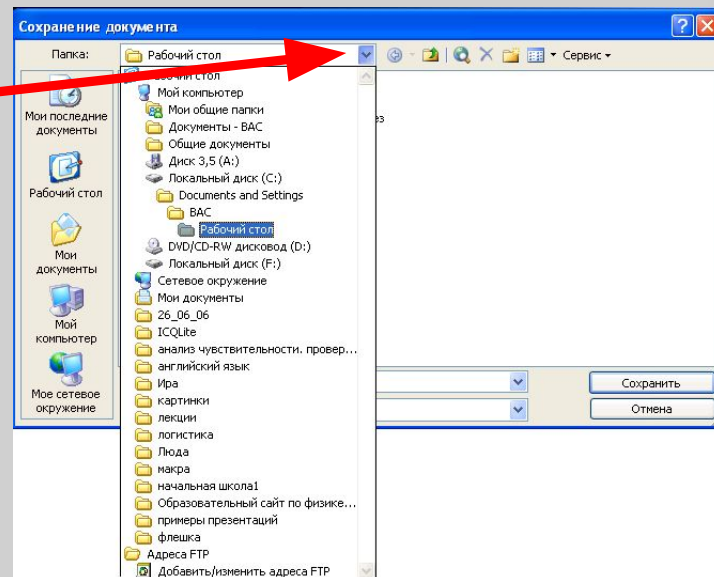 Сохранение документа
Папка:
Рабочий стол
Сервис
Мои последние
документы
Рабочий стол
Мои
документы
Мой
компьютер
Мое сетевое
окружение
стол
Мой компьютер
Мои общие папки
Документы - ВАС
Общие документы
Диск 3,5 (A:)
Локальный диск (C:)
Documents and Settings
ВАС
Рабочий стол
DVD/CD-RW дисковод (D:)
Локальный диск (F:)
Сетевое окружение
Мои документы
26_06_06
ICQLite
анализ чувствительности. провер...
английский язык
Ира
картинки
лекции
логистика
Люда
макра
начальная школа1
Образовательный сайт по физике...
примеры презентаций
флешка
Адреса FTP
Добавить/изменить адреса FTP
ез
Сохранить
Отмена